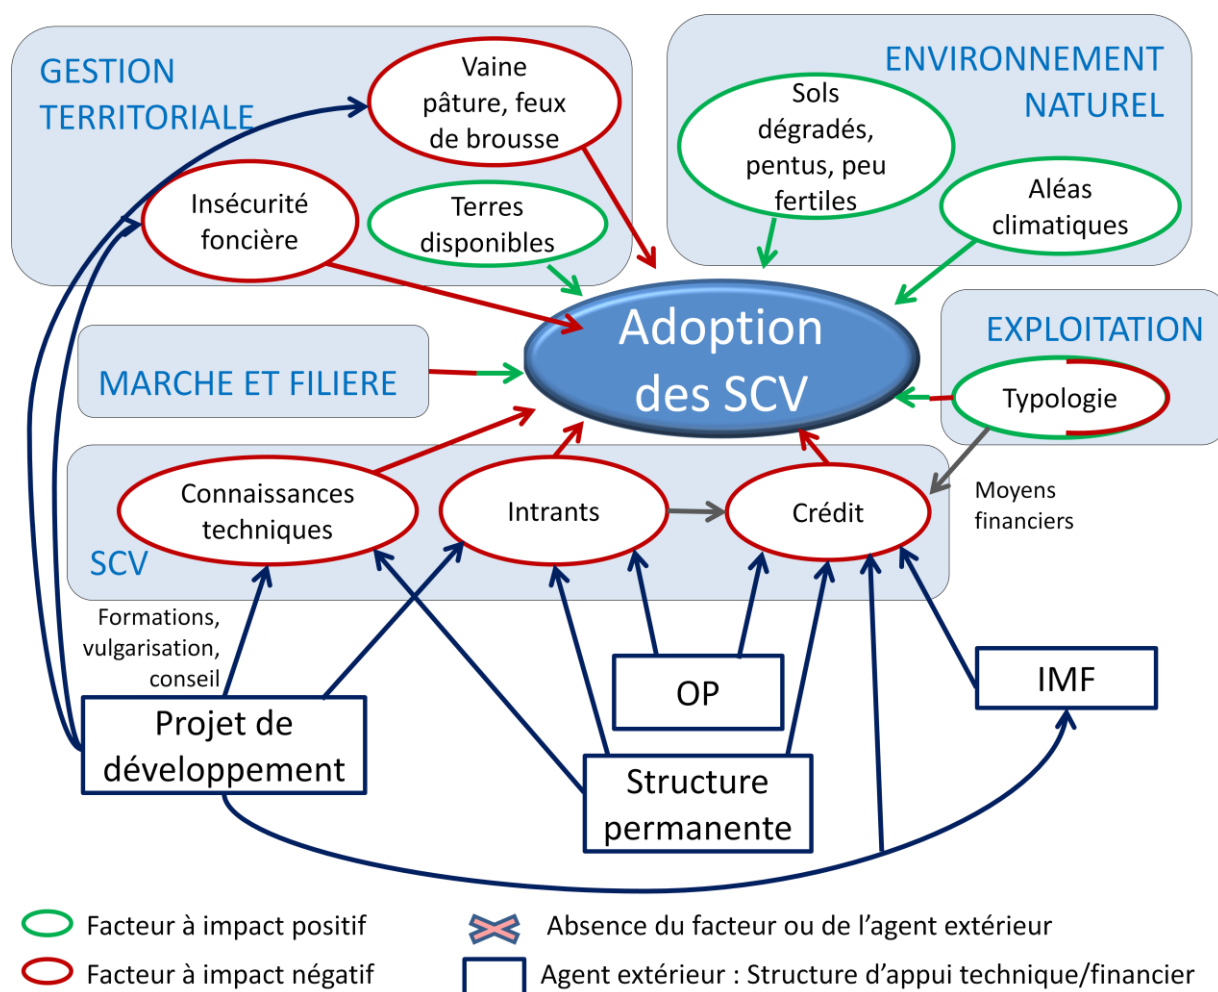 GESTION
TERRITORIALE
Vaine
pâture, feux
de brousse
Insécurité
foncière
Terres
disponibles
ENVIRONNEMENT
NATUREL
Sols
dégradés,
pentus, peu
fertiles
Aléas
climatiques
Adoption
des SCV
MARCHE ET FILIERE
EXPLOITATION
Typologie
Connaissances
techniques
Intrants
Crédit
SCV
Moyens
financiers
Formations,
vulgarisation,
conseil
Projet de
développement
OP
Structure
permanente
IMF
Facteur à impact positif
Absence du facteur ou de l’agent extérieur
Facteur à impact négatif
Agent extérieur : Structure d’appui technique/financier